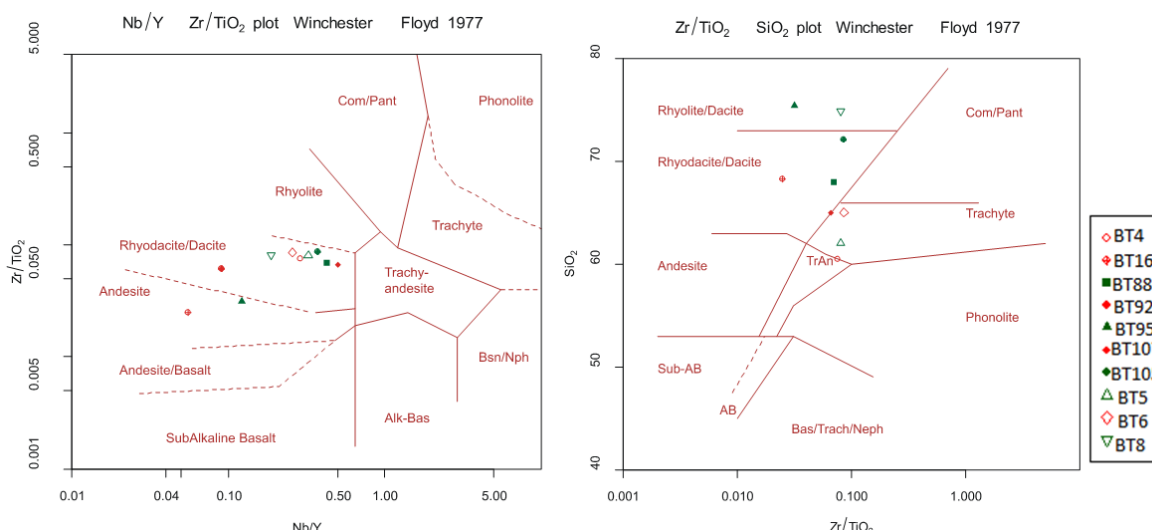 Nb/Y Zr/TiO2 plot Winchester Floyd 1977
5.000
0.500
0.050
0.005
0.001
Zr/TiO2
Com/Pant
Phonolite
Rhyolite
Trachyte
Rhyodacite/Dacite
Trachy-
andesite
Andesite
Bsn/Nph
Andesite/Basalt
Alk-Bas
SubAlkaline Basalt
0.01 0.04 0.10 0.50 1.00 5.00
Nb/Y
Zr/TiO2 SiO2 plot Winchester Floyd 1977
80
70
60
50
40
SiO2
Rhyolite/Dacite
Com/Pant
Rhyodacite/Dacite
Trachyte
Andesite
TrAn
Phonolite
Sub-AB
AB
Bas/Trach/Neph
0.001 0.010 0.100 1.000
Zr/TiO2
BT4
BT16
BT88
BT92
BT95
BT10
BT6
BT5
BT8